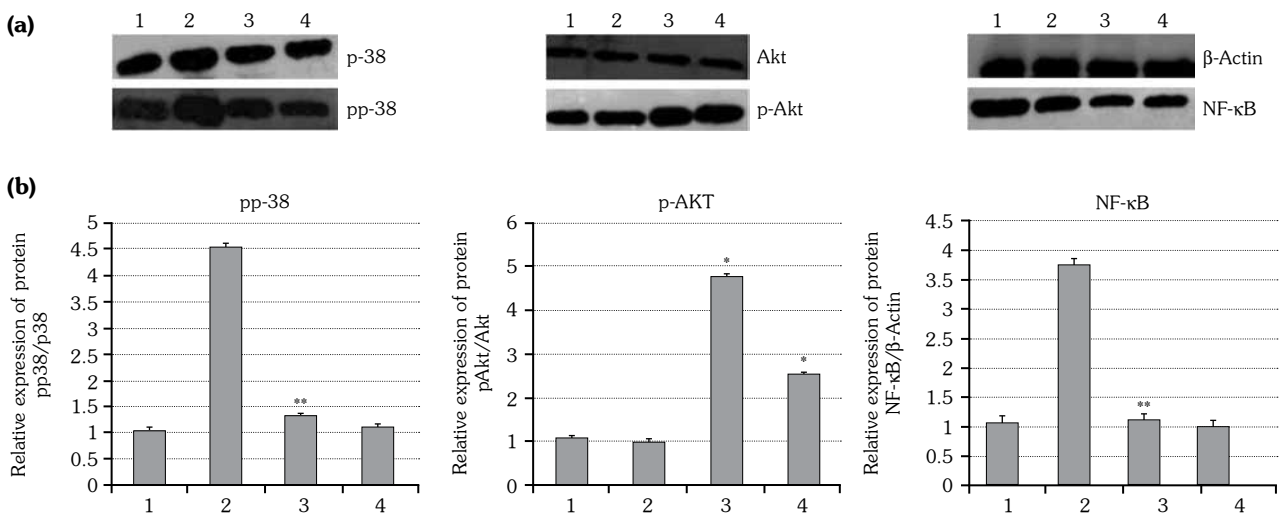 (a)
1 2 3 4
p-38
pp-38
1 2 3 4
Akt
p-Akt
1 2 3 4
β-Actin
NF-κB
(b)
pp-38
Relative expression of protein
pp38/p38
5
4.5
4
3.5
3
2.5
2
1.5
1
0.5
0
**
1 2 3 4
p-AKT
Relative expression of protein
pAkt/Akt
6
5
4
3
2
1
0
*
*
1 2 3 4
NF-κB
Relative expression of protein
NF-κB/β-Actin
4.5
4
3.5
3
2.5
2
1.5
1
0.5
0
**
1 2 3 4